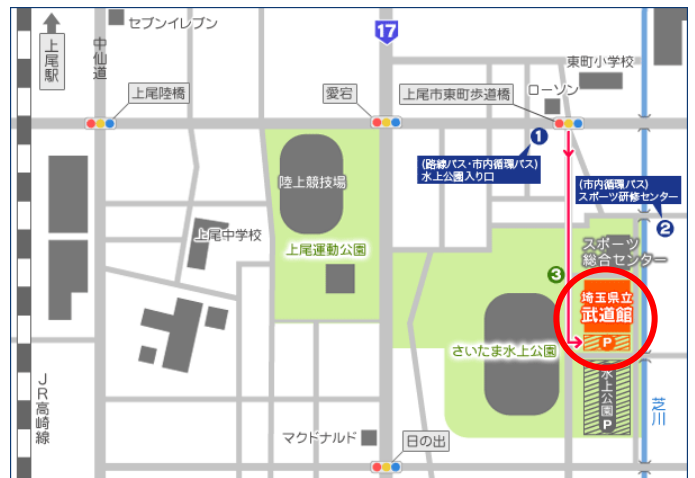 上尾駅
中仙道
セブンイレブン
17
東町小学校
上尾陸橋
愛宕
上尾市東町歩道橋
ローソン
1
(路線バス・市内循環バス)
水上公園入り口
2
(市内循環バス)
スポーツ研修センター
陸上競技場
上尾中学校
上尾運動公園
スポーツ
総合センター
3
埼玉県立
武道館
P
さいたま水上公園
水上公園
P
芝川
JR高崎線
マクドナルド
日の出